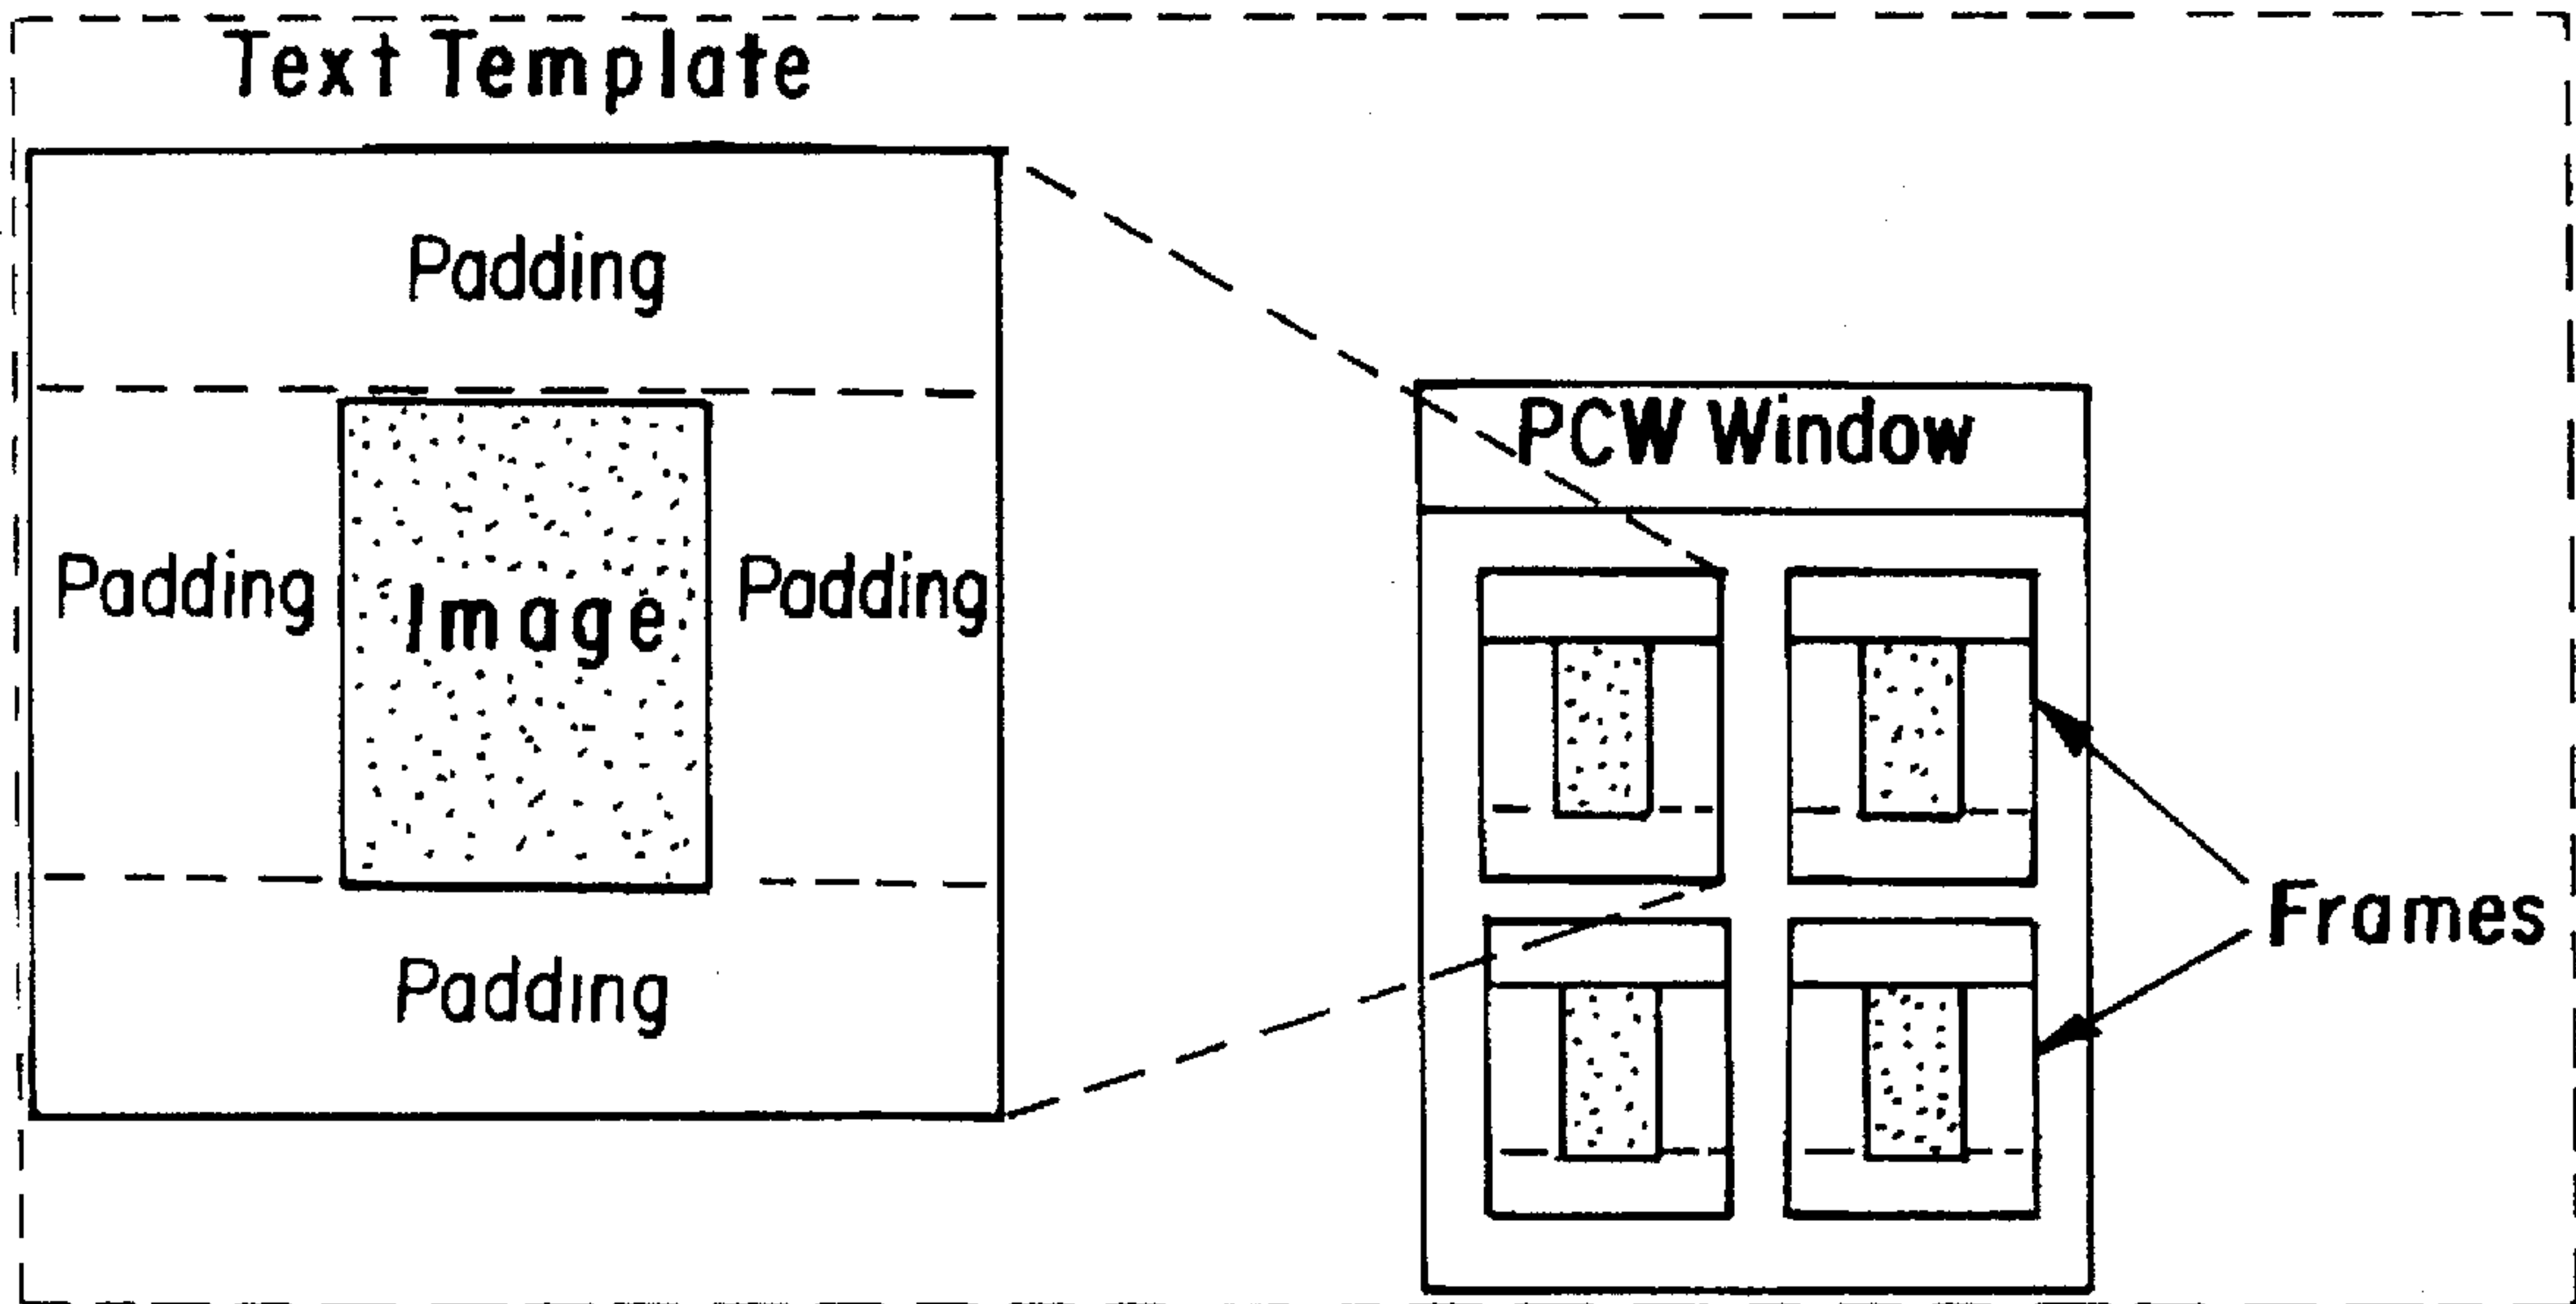 Text Template
Padding
Padding
Image
Padding
Padding
PCW Window
Frames